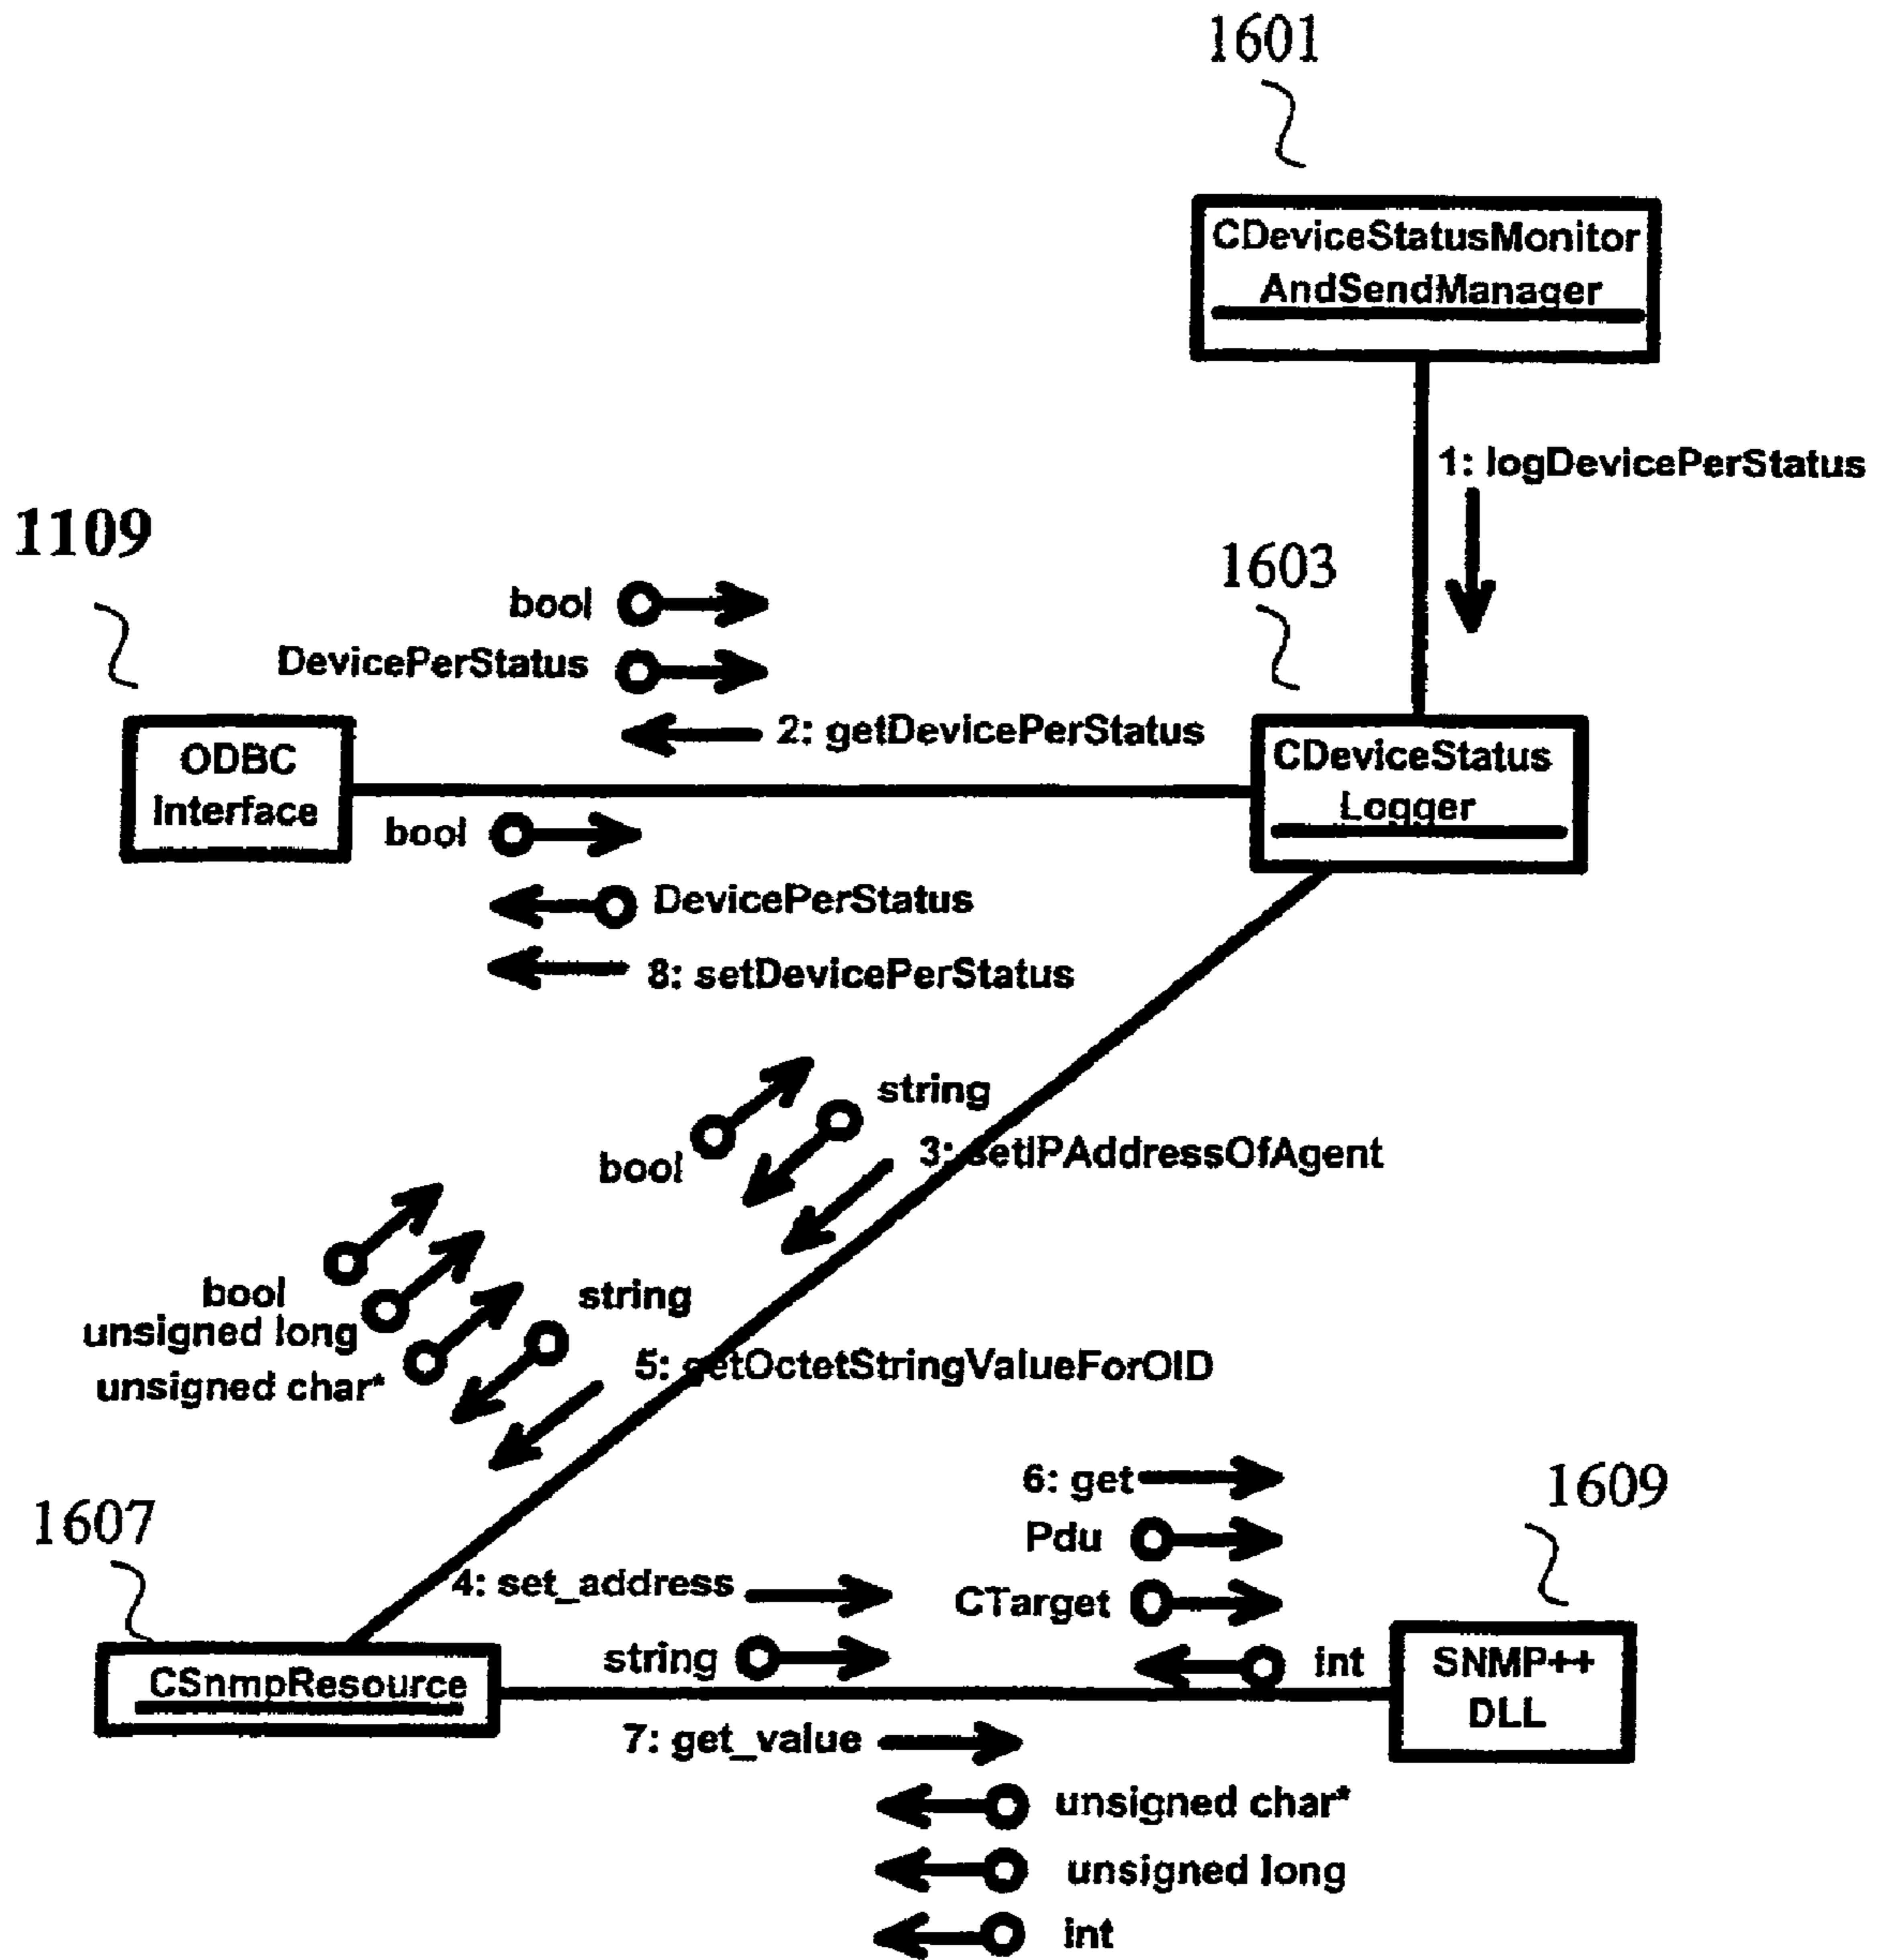 1601
CDeviceStatusMonitor
AndSendManager
1: logDevicePerStatus
1109
1603
bool
DevicePerStatus
2: getDevicePerStatus
ODBC
Interface
CDeviceStatus
Logger
bool
DevicePerStatus
8: setDevicePerStatus
string
bool
3: setIPAddressOfAgent
bool
unsigned long
unsigned char*
string
5: getOctetStringValueForOID
6: get
Pdu
CTarget
int
1609
1607
4: set_address
string
CSnmpResource
SNMP++
DLL
7: get_value
unsigned char*
unsigned long
int